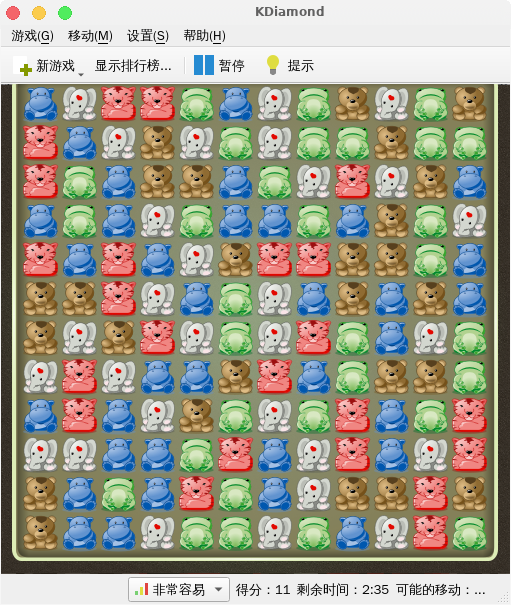 KDiamond
游戏(G) 移动(M) 设置(S) 帮助(H)
新游戏 显示排行榜... 暂停 提示
非常容易 得分：11 剩余时间：2:35 可能的移动：...